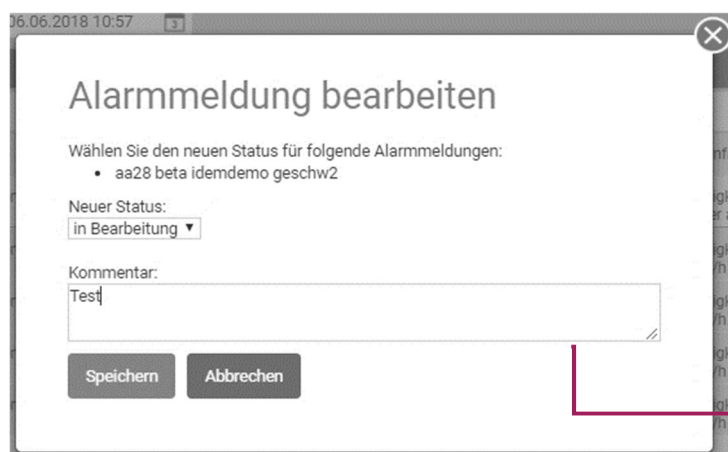 06.06.2018 10:57
3
Alarmmeldung bearbeiten
Wählen Sie den neuen Status für folgende Alarmmeldungen:
• aa28 beta idemdemo geschw2
Neuer Status:
in Bearbeitung
Kommentar:
Test
Speichern Abbrechen